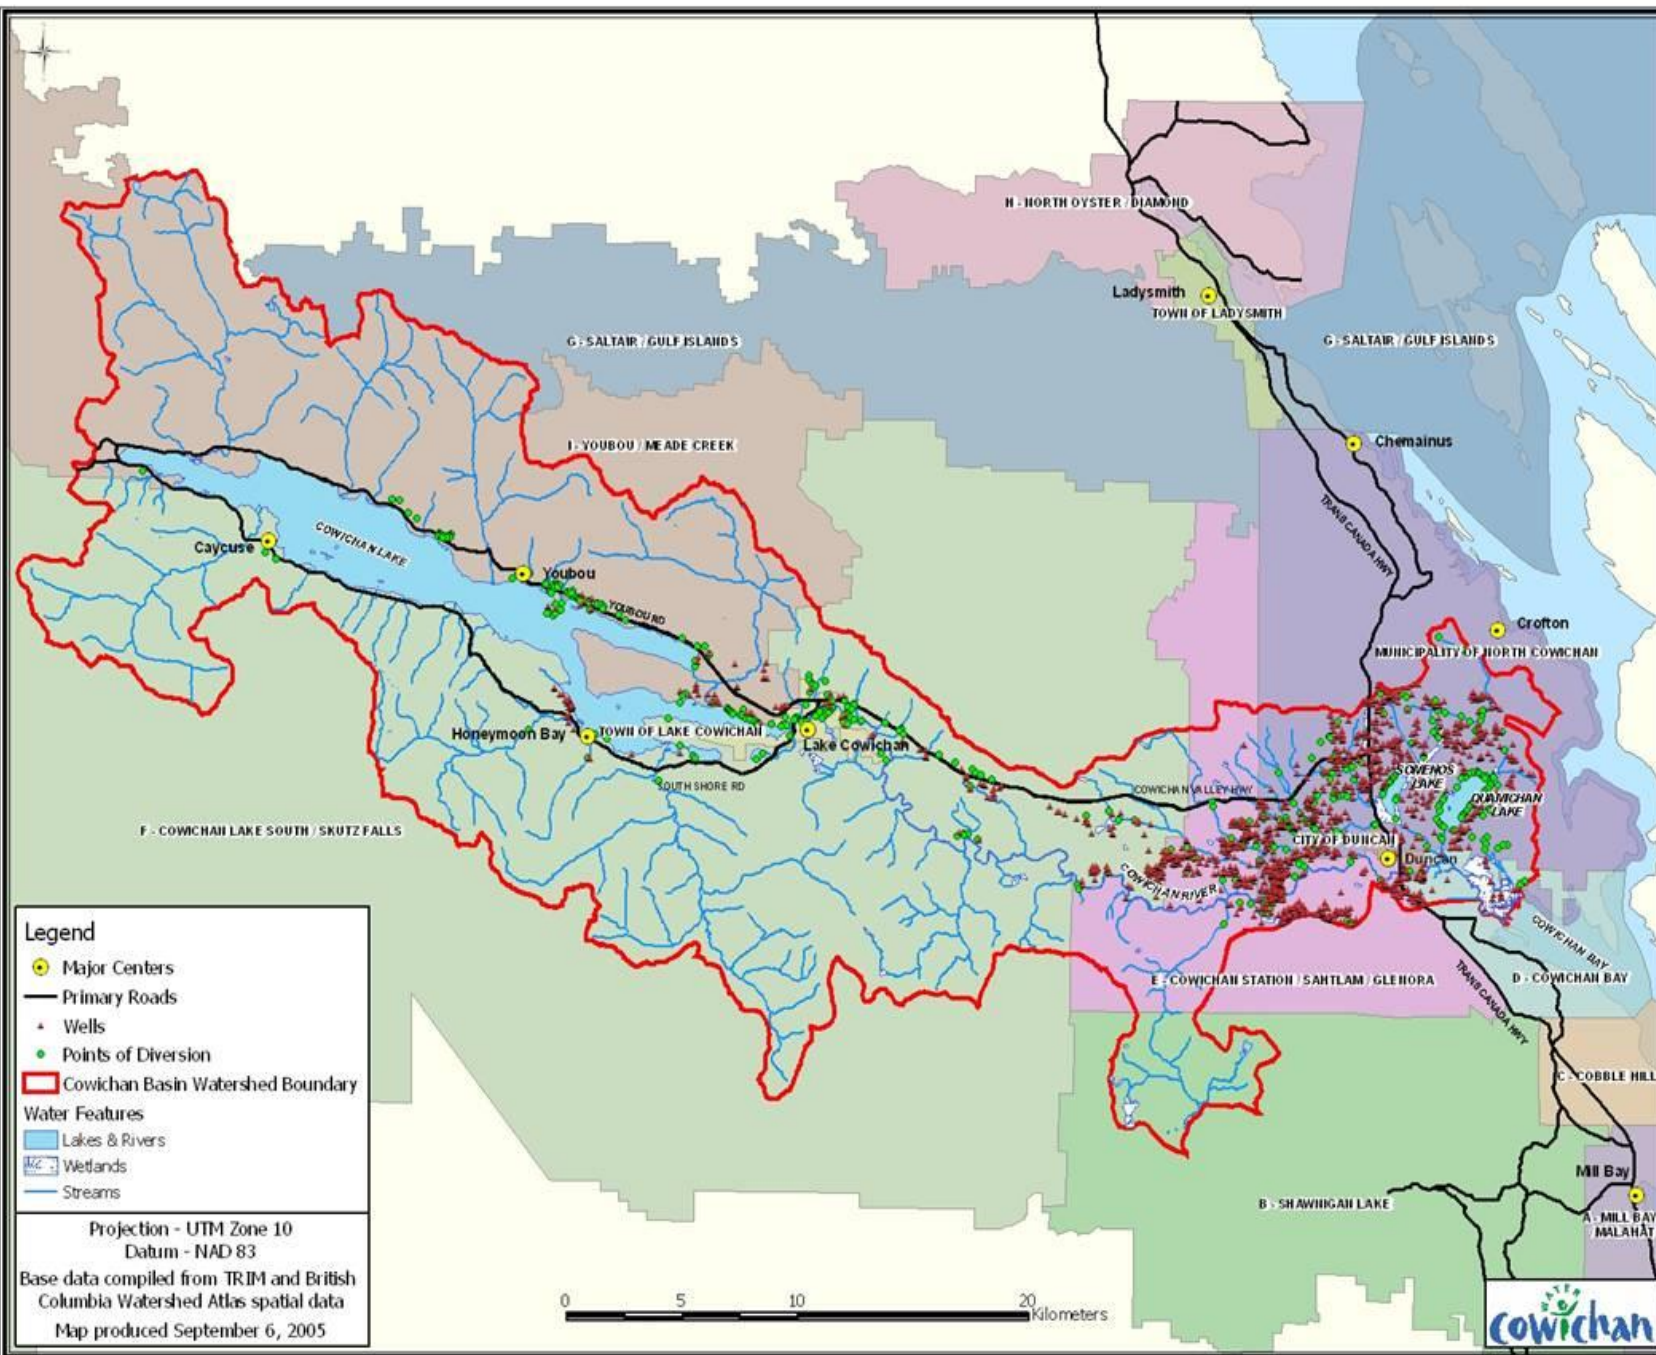 H - NORTH OYSTER / DIAMOND
Ladysmith
TOWN OF LADYSMITH
G - SALTAIR / GULF ISLANDS
G - SALTAIR / GULF ISLANDS
I - YOUBOU / MEADE CREEK
Chemainus
TRANS CANADA HWY
COWICHAN LAKE
Caycuse
Youbou
YOUBOU RD
Crofton
MUNICIPALITY OF NORTH COWICHAN
Honeymoon Bay
TOWN OF LAKE COWICHAN
Lake Cowichan
SOUTH SHORE RD
COWICHAN VALLEY HWY
SOMENOS
LAKE
QUAMICHAN
LAKE
F - COWICHAN LAKE SOUTH / SKUTZ FALLS
CITY OF DUNCAN
Duncan
COWICHAN RIVER
COWICHAN BAY
E - COWICHAN STATION / SAHTLAM / GLENORA
D - COWICHAN BAY
TRANS CANADA HWY
C - COBBLE HILL
B - SHAWNIGAN LAKE
Mill Bay
A - MILL BAY
/ MALAHAT
Legend
Major Centers
Primary Roads
Wells
Points of Diversion
Cowichan Basin Watershed Boundary
Water Features
Lakes & Rivers
Wetlands
Streams
Projection - UTM Zone 10
Datum - NAD 83
Base data compiled from TRIM and British
Columbia Watershed Atlas spatial data
Map produced September 6, 2005
0 5 10 20
Kilometers
WATER
cowichan